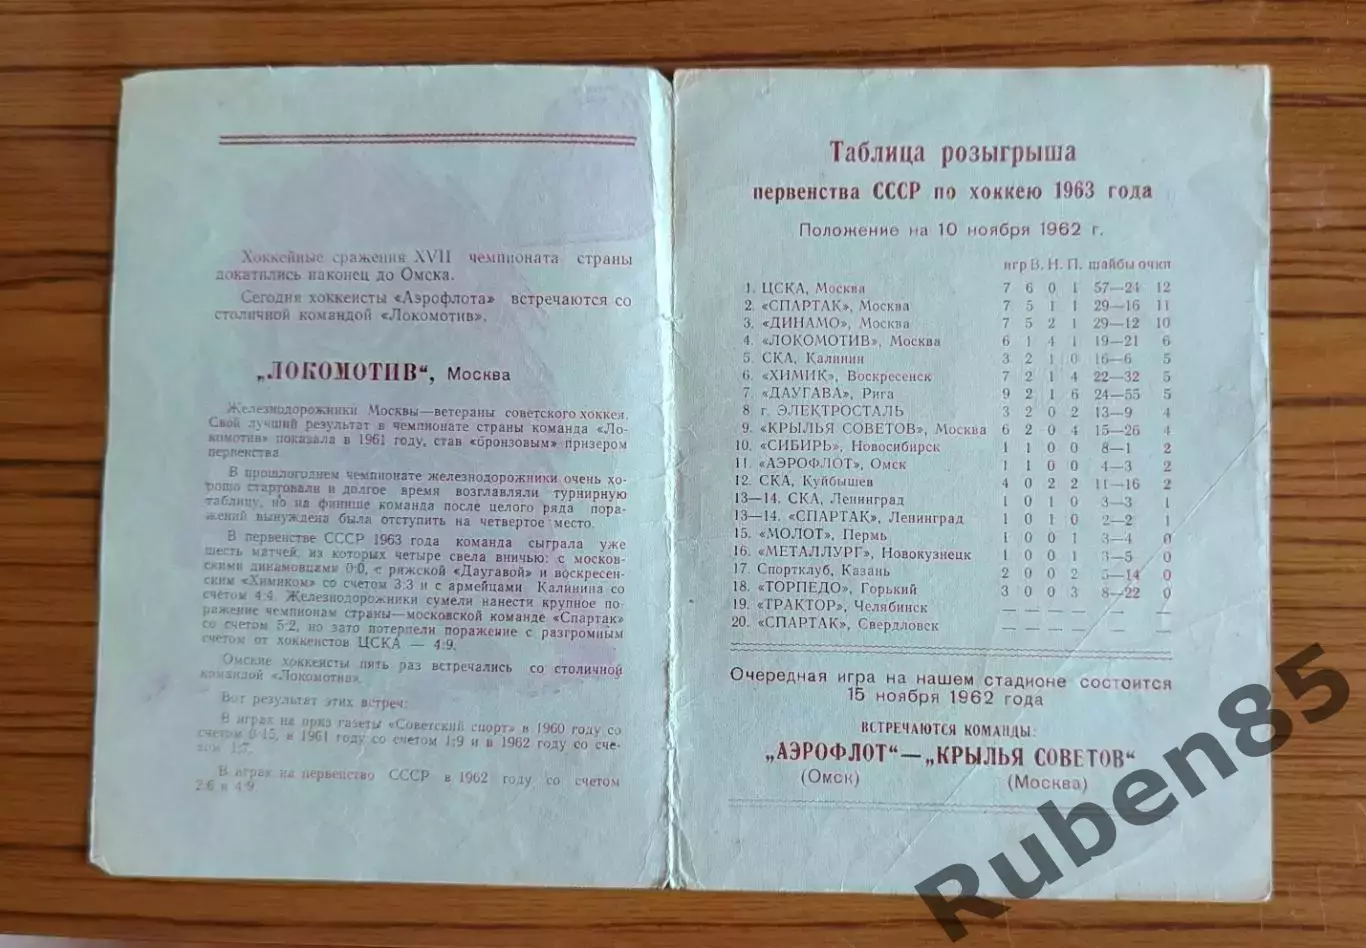 Хоккейные сражения XVII чемпионата страны
докатились наконец до Омска.
Сегодня хоккеисты «Аэрофлота» встречаются со
столичной командой «Локомотив».
„ЛОКОМОТИВ“, Москва
Железнодорожники Москвы—ветераны советского хоккея.
Свой лучший результат в чемпионате страны команда «Ло-
комотив» показала в 1961 году, став «бронзовым» призером
первенства.
В прошлогоднем чемпионате железнодорожники очень хо-
рошо стартовали и долгое время возглавляли турнирную
таблицу, но на финише команда после целого ряда пора-
жений вынуждена была отступить на четвертое место.
В первенстве СССР 1963 года команда сыграла уже
шесть матчей, из которых четыре свела вничью: с москов-
скими динамовцами 0:0, с рижской «Даугавой» и воскресен-
ским «Химиком» со счетом 3:3 и с армейцами Калинина со
счетом 4:4. Железнодорожники сумели нанести крупное по-
ражение чемпионам страны—московской команде «Спартак»
со счетом 5:2, но зато потерпели поражение с разгромным
счетом от хоккеистов ЦСКА — 4:9.
Омские хоккеисты пять раз встречались со столичной
командой «Локомотив».
Вот результат этих встреч:
В играх на приз газеты «Советский спорт» в 1960 году со
счетом 0:15, в 1961 году со счетом 1:9 и в 1962 году со сче-
том 1:7.
В играх на первенство СССР в 1962 году со счетом
2:6 и 4:9.
Таблица розыгрыша
первенства СССР по хоккею 1963 года
Положение на 10 ноября 1962 г.
игр В. Н. П. шайбы очки
1. ЦСКА, Москва 7 6 0 1 57—24 12
2. «СПАРТАК», Москва 7 5 1 1 29—16 11
3. «ДИНАМО», Москва 7 5 2 1 29—12 10
4. «ЛОКОМОТИВ», Москва 6 1 4 1 19—21 6
5. СКА, Калинин 3 2 1 0 16—6 5
6. «ХИМИК», Воскресенск 7 2 1 4 22—32 5
7. «ДАУГАВА», Рига 9 2 1 6 24—55 5
8 г. ЭЛЕКТРОСТАЛЬ 3 2 0 2 13—9 4
9. «КРЫЛЬЯ СОВЕТОВ», Москва 6 2 0 4 15—26 4
10. «СИБИРЬ», Новосибирск 1 1 0 0 8—1 2
11. «АЭРОФЛОТ», Омск 1 1 0 0 4—3 2
12. СКА, Куйбышев 4 0 2 2 11—16 2
13—14. СКА, Ленинград 1 0 1 0 3—3 1
13—14. «СПАРТАК», Ленинград 1 0 1 0 2—2 1
15. «МОЛОТ», Пермь 1 0 0 1 3—4 0
16. «МЕТАЛЛУРГ», Новокузнецк 1 0 0 1 3—5 0
17. Спортклуб, Казань 2 0 0 2 5—14 0
18. «ТОРПЕДО», Горький 3 0 0 3 8—22 0
19. «ТРАКТОР», Челябинск — — — — — —
20. «СПАРТАК», Свердловск — — — — — —
Очередная игра на нашем стадионе состоится
15 ноября 1962 года
ВСТРЕЧАЮТСЯ КОМАНДЫ:
„АЭРОФЛОТ“—„КРЫЛЬЯ СОВЕТОВ“
(Омск) (Москва)
Ruben85